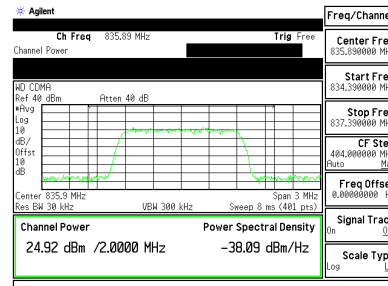 Agilent
Freq/Channe
Ch Freq 835.89 MHz Trig Free
Channel Power
Center Fre
835.890000 MH
Start Fre
834.390000 MH
WD CDMA
Ref 40 dBm Atten 40 dB
#Avg
Log
10
dB/
Offst
10
dB
Stop Fre
837.390000 MH
CF Ste
404.000000 MH
Auto Ma
Freq Offse
0.00000000 H
Center 835.9 MHz Span 3 MHz
Res BW 30 kHz VBW 300 kHz Sweep 8 ms (401 pts)
Signal Trac
On O
Channel Power Power Spectral Density
24.92 dBm /2.0000 MHz -38.09 dBm/Hz
Scale Typ
Log L